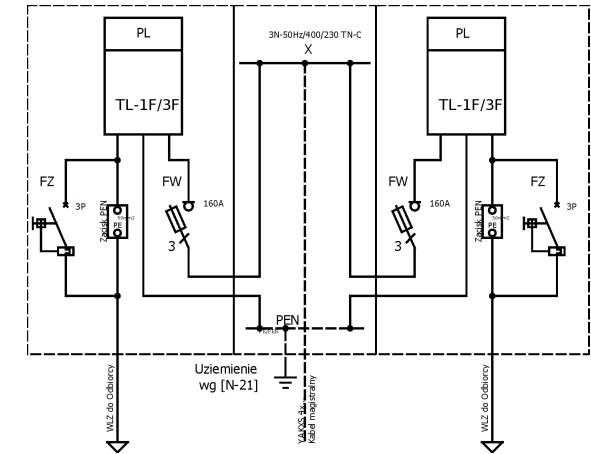 PL
TL-1F/3F
FZ
3P
Zacisk PEN
50mm2
PE
FW
160A
3
3N-50Hz/400/230 TN-C
X
PL
TL-1F/3F
FW
160A
3
Zacisk PEN
50mm2
PE
FZ
3P
PEN
Uziemienie
wg [N-21]
WLZ do Odbiorcy
YAKXS 4x
Kabel magistralny
WLZ do Odbiorcy